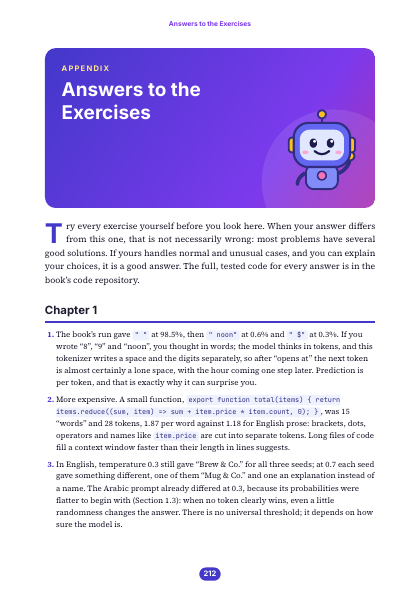 Answers to the Exercises
APPENDIX
Answers to the
Exercises
Try every exercise yourself before you look here. When your answer differs
from this one, that is not necessarily wrong: most problems have several
good solutions. If yours handles normal and unusual cases, and you can explain
your choices, it is a good answer. The full, tested code for every answer is in the
book's code repository.
Chapter 1
1. The book's run gave " " at 98.5%, then " noon" at 0.6% and " $" at 0.3%. If you
wrote "8", "9" and "noon", you thought in words; the model thinks in tokens, and this
tokenizer writes a space and the digits separately, so after "opens at" the next token
is almost certainly a lone space, with the hour coming one step later. Prediction is
per token, and that is exactly why it can surprise you.
2. More expensive. A small function, export function total(items) { return
items.reduce((sum, item) => sum + item.price * item.count, 0); }, was 15
"words" and 28 tokens, 1.87 per word against 1.18 for English prose: brackets, dots,
operators and names like item.price are cut into separate tokens. Long files of code
fill a context window faster than their length in lines suggests.
3. In English, temperature 0.3 still gave "Brew & Co." for all three seeds; at 0.7 each seed
gave something different, one of them "Mug & Co." and one an explanation instead of
a name. The Arabic prompt already differed at 0.3, because its probabilities were
flatter to begin with (Section 1.3): when no token clearly wins, even a little
randomness changes the answer. There is no universal threshold; it depends on how
sure the model is.
212